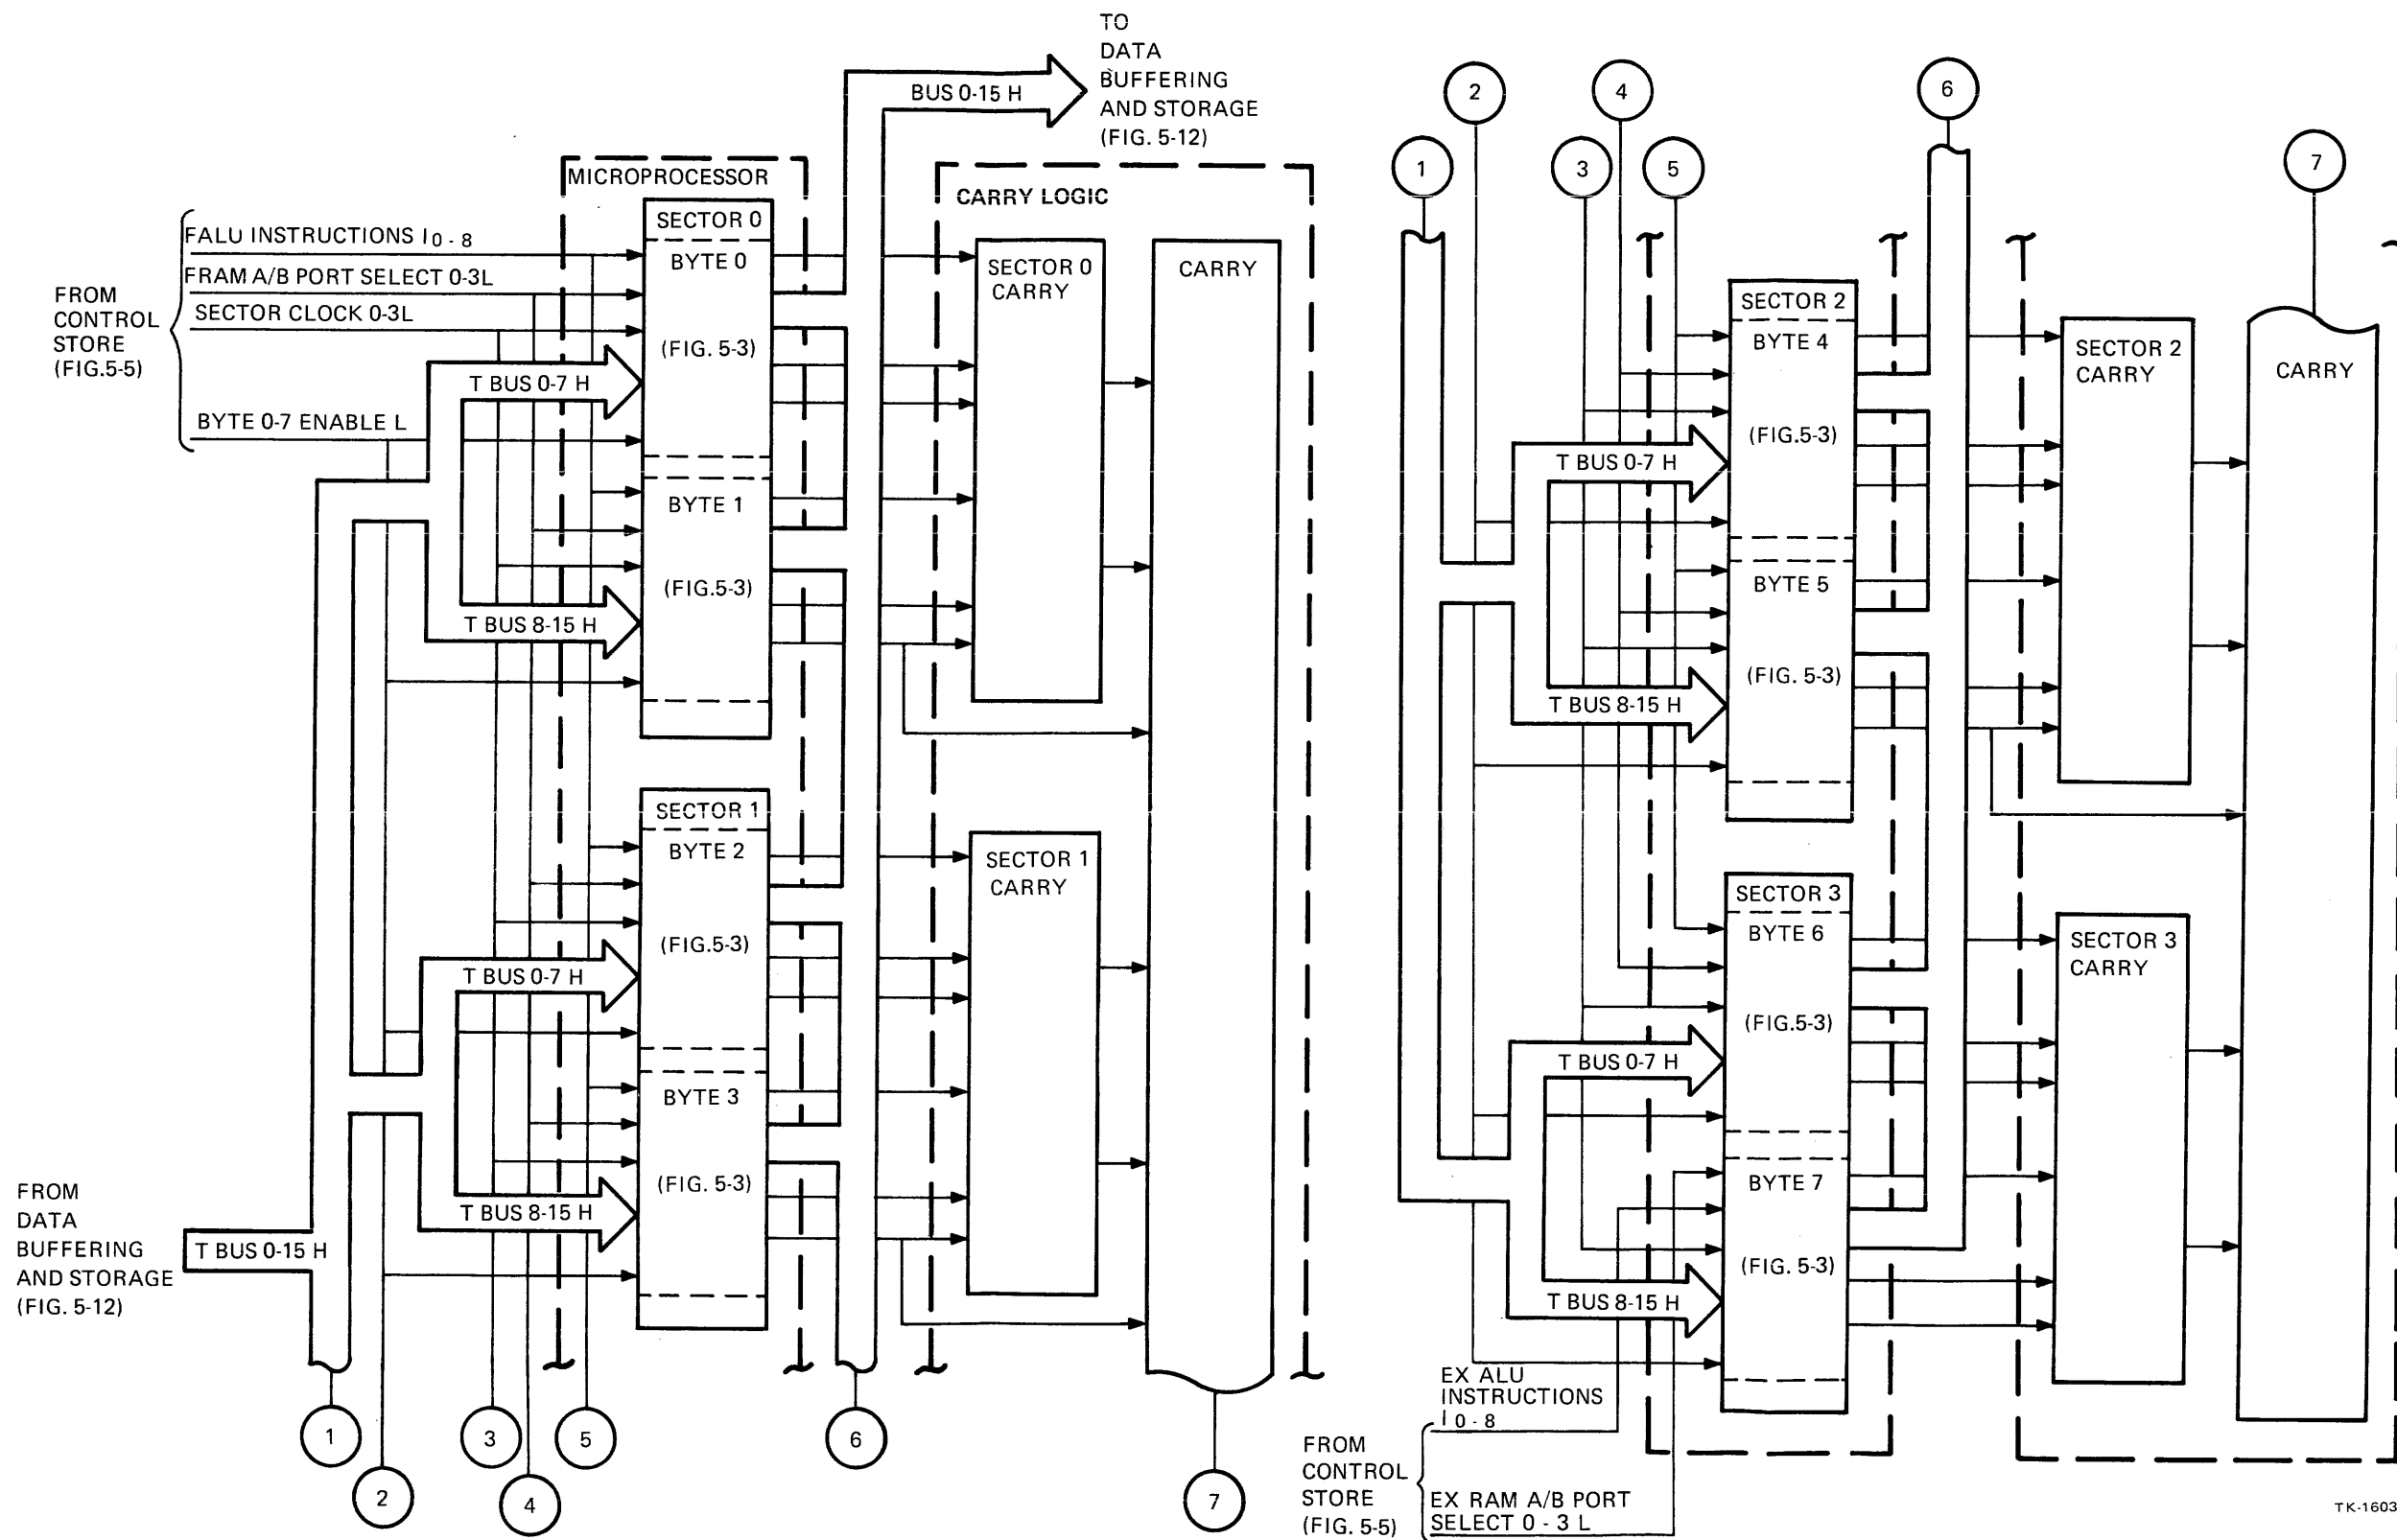 TO
DATA
BUFFERING
AND STORAGE
(FIG. 5-12)
BUS 0-15 H
MICROPROCESSOR
CARRY LOGIC
FROM
CONTROL
STORE
(FIG.5-5)
FALU INSTRUCTIONS I0-8
FRAM A/B PORT SELECT 0-3L
SECTOR CLOCK 0-3L
BYTE 0-7 ENABLE L
T BUS 0-7 H
T BUS 8-15 H
SECTOR 0
BYTE 0
(FIG. 5-3)
BYTE 1
(FIG.5-3)
SECTOR 0
CARRY
CARRY
SECTOR 1
BYTE 2
(FIG.5-3)
BYTE 3
(FIG. 5-3)
T BUS 0-7 H
T BUS 8-15 H
SECTOR 1
CARRY
FROM
DATA
BUFFERING
AND STORAGE
(FIG. 5-12)
T BUS 0-15 H
1
2
3
4
5
6
7
1
2
3
4
5
6
7
SECTOR 2
BYTE 4
(FIG.5-3)
BYTE 5
(FIG. 5-3)
T BUS 0-7 H
T BUS 8-15 H
SECTOR 2
CARRY
CARRY
SECTOR 3
BYTE 6
(FIG.5-3)
BYTE 7
(FIG. 5-3)
T BUS 0-7 H
T BUS 8-15 H
SECTOR 3
CARRY
FROM
CONTROL
STORE
(FIG. 5-5)
EX ALU
INSTRUCTIONS
I 0-8
EX RAM A/B PORT
SELECT 0 - 3 L
TK-1603